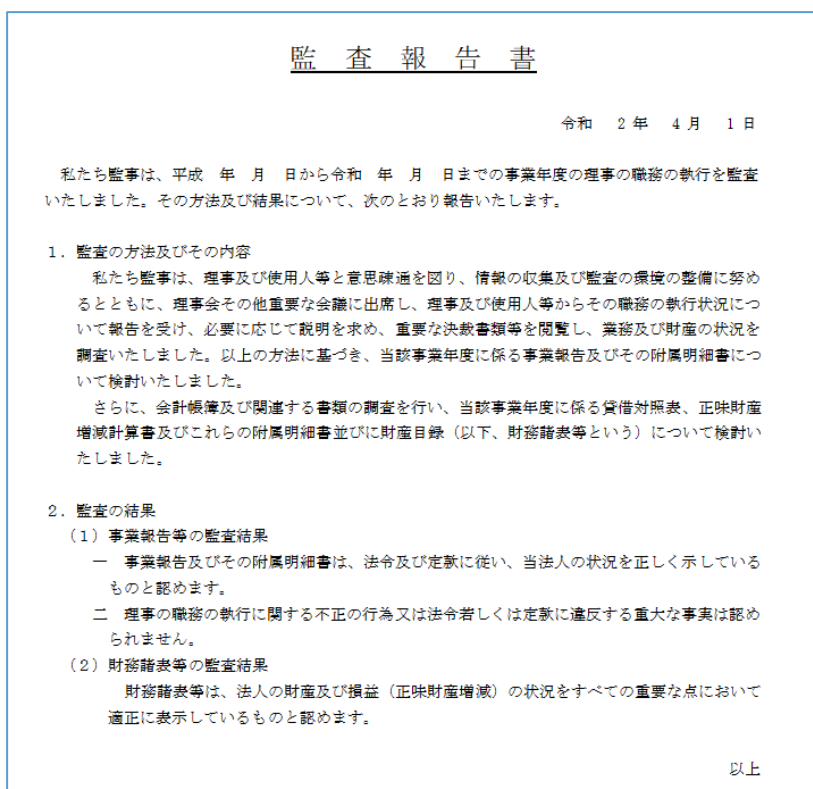 監　査　報　告　書
令和　2年　4月　1日
私たち監事は、平成　年　月　日から令和　年　月　日までの事業年度の理事の職務の執行を監査
いたしました。その方法及び結果について、次のとおり報告いたします。
1．監査の方法及びその内容
私たち監事は、理事及び使用人等と意思疎通を図り、情報の収集及び監査の環境の整備に努め
るとともに、理事会その他重要な会議に出席し、理事及び使用人等からその職務の執行状況につ
いて報告を受け、必要に応じて説明を求め、重要な決裁書類等を閲覧し、業務及び財産の状況を
調査いたしました。以上の方法に基づき、当該事業年度に係る事業報告及びその附属明細書につ
いて検討いたしました。
さらに、会計帳簿及び関連する書類の調査を行い、当該事業年度に係る貸借対照表、正味財産
増減計算書及びこれらの附属明細書並びに財産目録（以下、財務諸表等という）について検討い
たしました。
2．監査の結果
（1）事業報告等の監査結果
一　事業報告及びその附属明細書は、法令及び定款に従い、当法人の状況を正しく示している
ものと認めます。
二　理事の職務の執行に関する不正の行為又は法令若しくは定款に違反する重大な事実は認め
られません。
（2）財務諸表等の監査結果
財務諸表等は、法人の財産及び損益（正味財産増減）の状況をすべての重要な点において
適正に表示しているものと認めます。
以上